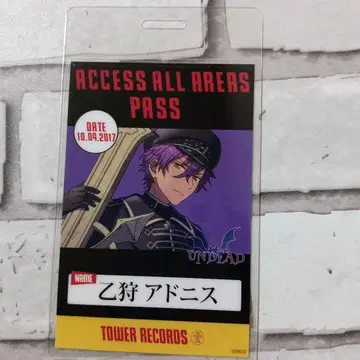 ACCESS ALL AREAS
PASS
DATE
10.04.2017
UNDEAD
NAME
乙狩 アドニス
TOWER RECORDS